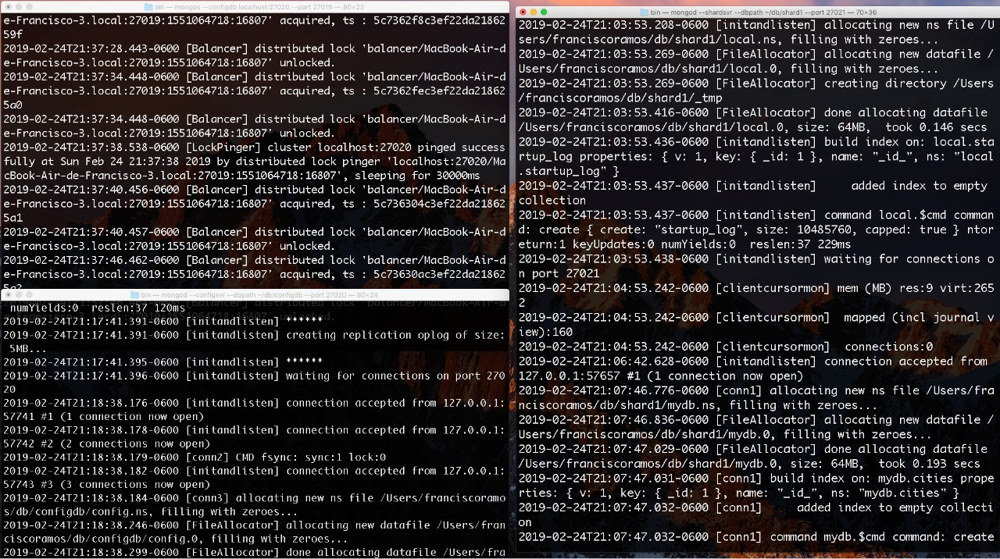 bin — mongos --configdb localhost:27020 --port 27019 — 80×23
e-Francisco-3.local:27019:1551064718:16807' acquired, ts : 5c7362f8c3ef22da21862
59f
2019-02-24T21:37:28.443-0600 [Balancer] distributed lock 'balancer/MacBook-Air-d
e-Francisco-3.local:27019:1551064718:16807' unlocked.
2019-02-24T21:37:34.448-0600 [Balancer] distributed lock 'balancer/MacBook-Air-d
e-Francisco-3.local:27019:1551064718:16807' acquired, ts : 5c7362fec3ef22da21862
5a0
2019-02-24T21:37:34.448-0600 [Balancer] distributed lock 'balancer/MacBook-Air-d
e-Francisco-3.local:27019:1551064718:16807' unlocked.
2019-02-24T21:37:38.538-0600 [LockPinger] cluster localhost:27020 pinged success
fully at Sun Feb 24 21:37:38 2019 by distributed lock pinger 'localhost:27020/Ma
cBook-Air-de-Francisco-3.local:27019:1551064718:16807', sleeping for 30000ms
2019-02-24T21:37:40.456-0600 [Balancer] distributed lock 'balancer/MacBook-Air-d
e-Francisco-3.local:27019:1551064718:16807' acquired, ts : 5c736304c3ef22da21862
5a1
2019-02-24T21:37:40.457-0600 [Balancer] distributed lock 'balancer/MacBook-Air-d
e-Francisco-3.local:27019:1551064718:16807' unlocked.
2019-02-24T21:37:46.462-0600 [Balancer] distributed lock 'balancer/MacBook-Air-d
e-Francisco-3.local:27019:1551064718:16807' acquired, ts : 5c73630ac3ef22da21862
5a2
bin — mongod --configsvr --dbpath ~/db/configdb --port 27020 — 80×24
numYields:0  reslen:37 120ms
2019-02-24T21:17:41.391-0600 [initandlisten] ******
2019-02-24T21:17:41.391-0600 [initandlisten] creating replication oplog of size:
 5MB...
2019-02-24T21:17:41.395-0600 [initandlisten] ******
2019-02-24T21:17:41.396-0600 [initandlisten] waiting for connections on port 270
20
2019-02-24T21:18:38.176-0600 [initandlisten] connection accepted from 127.0.0.1:
57741 #1 (1 connection now open)
2019-02-24T21:18:38.178-0600 [initandlisten] connection accepted from 127.0.0.1:
57742 #2 (2 connections now open)
2019-02-24T21:18:38.179-0600 [conn2] CMD fsync: sync:1 lock:0
2019-02-24T21:18:38.182-0600 [initandlisten] connection accepted from 127.0.0.1:
57743 #3 (3 connections now open)
2019-02-24T21:18:38.184-0600 [conn3] allocating new ns file /Users/franciscoramo
s/db/configdb/config.ns, filling with zeroes...
2019-02-24T21:18:38.246-0600 [FileAllocator] allocating new datafile /Users/fran
ciscoramos/db/configdb/config.0, filling with zeroes...
2019-02-24T21:18:38.299-0600 [FileAllocator] done allocating datafile /Users/fra
bin — mongod --shardsvr --dbpath ~/db/shard1 --port 27021 — 70×36
2019-02-24T21:03:53.208-0600 [initandlisten] allocating new ns file /U
sers/franciscoramos/db/shard1/local.ns, filling with zeroes...
2019-02-24T21:03:53.269-0600 [FileAllocator] allocating new datafile /
Users/franciscoramos/db/shard1/local.0, filling with zeroes...
2019-02-24T21:03:53.269-0600 [FileAllocator] creating directory /Users
/franciscoramos/db/shard1/_tmp
2019-02-24T21:03:53.416-0600 [FileAllocator] done allocating datafile
/Users/franciscoramos/db/shard1/local.0, size: 64MB,  took 0.146 secs
2019-02-24T21:03:53.436-0600 [initandlisten] build index on: local.sta
rtup_log properties: { v: 1, key: { _id: 1 }, name: "_id_", ns: "local
.startup_log" }
2019-02-24T21:03:53.437-0600 [initandlisten]     added index to empty
collection
2019-02-24T21:03:53.437-0600 [initandlisten] command local.$cmd comman
d: create { create: "startup_log", size: 10485760, capped: true } ntor
eturn:1 keyUpdates:0 numYields:0  reslen:37 229ms
2019-02-24T21:03:53.438-0600 [initandlisten] waiting for connections o
n port 27021
2019-02-24T21:04:53.242-0600 [clientcursormon] mem (MB) res:9 virt:265
2
2019-02-24T21:04:53.242-0600 [clientcursormon]  mapped (incl journal v
iew):160
2019-02-24T21:04:53.242-0600 [clientcursormon]  connections:0
2019-02-24T21:06:42.628-0600 [initandlisten] connection accepted from
127.0.0.1:57657 #1 (1 connection now open)
2019-02-24T21:07:46.776-0600 [conn1] allocating new ns file /Users/fra
nciscoramos/db/shard1/mydb.ns, filling with zeroes...
2019-02-24T21:07:46.836-0600 [FileAllocator] allocating new datafile /
Users/franciscoramos/db/shard1/mydb.0, filling with zeroes...
2019-02-24T21:07:47.029-0600 [FileAllocator] done allocating datafile
/Users/franciscoramos/db/shard1/mydb.0, size: 64MB,  took 0.193 secs
2019-02-24T21:07:47.031-0600 [conn1] build index on: mydb.cities prope
rties: { v: 1, key: { _id: 1 }, name: "_id_", ns: "mydb.cities" }
2019-02-24T21:07:47.032-0600 [conn1]     added index to empty collecti
on
2019-02-24T21:07:47.032-0600 [conn1] command mydb.$cmd command: create